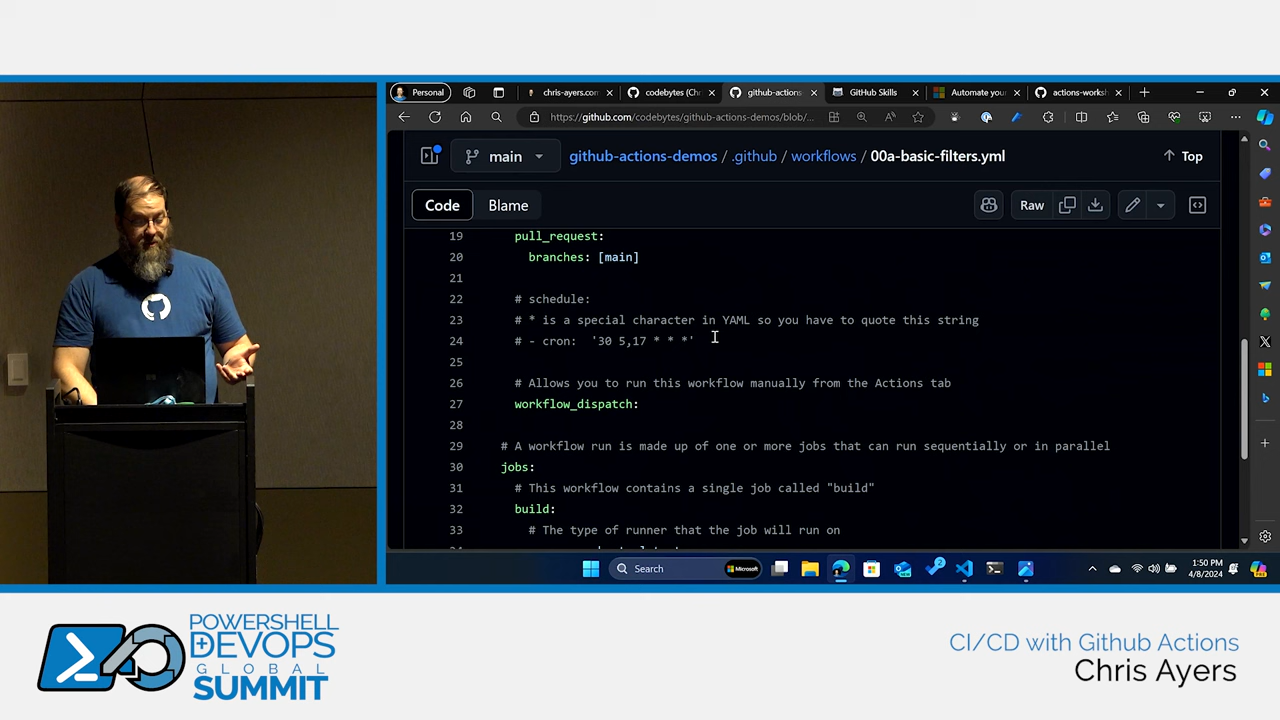 Personal
chris-ayers.com
codebytes (Chr
github-actions
GitHub Skills
Automate you
actions-works
https://github.com/codebytes/github-actions-demos/blob/...
main
github-actions-demos / .github / workflows / 00a-basic-filters.yml
Top
Code
Blame
Raw
19 pull_request:
20 branches: [main]
21
22 # schedule:
23 # * is a special character in YAML so you have to quote this string
24 # - cron: '30 5,17 * * *'
25
26 # Allows you to run this workflow manually from the Actions tab
27 workflow_dispatch:
28
29 # A workflow run is made up of one or more jobs that can run sequentially or in parallel
30 jobs:
31 # This workflow contains a single job called "build"
32 build:
33 # The type of runner that the job will run on
Search
Microsoft
1:50 PM
4/8/2024
POWERSHELL
+DEVOPS
GLOBAL
SUMMIT
CI/CD with Github Actions
Chris Ayers